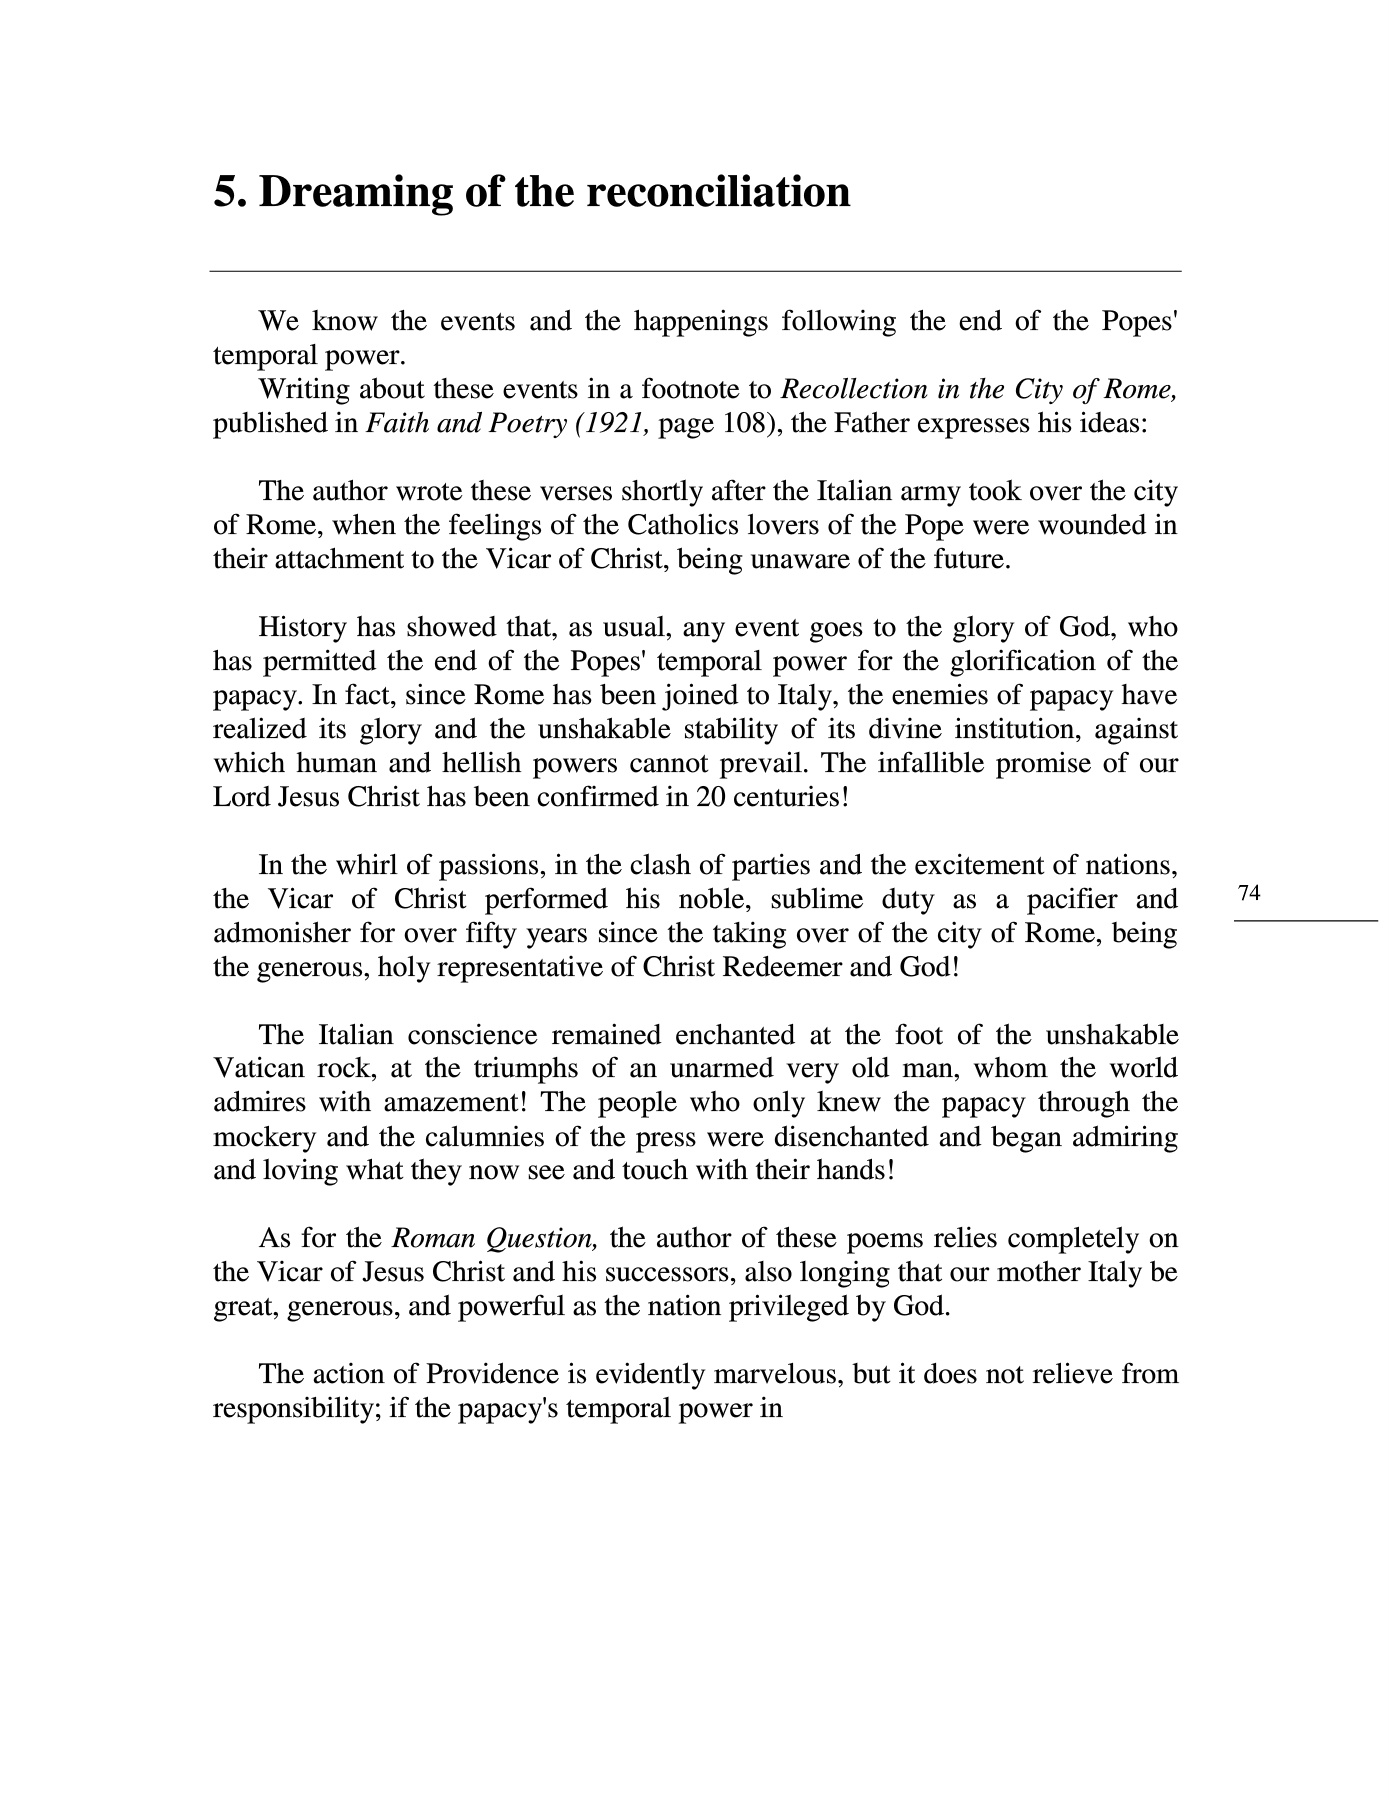 5. Dreaming of the reconciliation
We know the events and the happenings following the end of the Popes'
temporal power.
Writing about these events in a footnote to Recollection in the City of Rome,
published in Faith and Poetry (1921, page 108), the Father expresses his ideas:
The author wrote these verses shortly after the Italian army took over the city
of Rome, when the feelings of the Catholics lovers of the Pope were wounded in
their attachment to the Vicar of Christ, being unaware of the future.
History has showed that, as usual, any event goes to the glory of God, who
has permitted the end of the Popes' temporal power for the glorification of the
papacy. In fact, since Rome has been joined to Italy, the enemies of papacy have
realized its glory and the unshakable stability of its divine institution, against
which human and hellish powers cannot prevail. The infallible promise of our
Lord Jesus Christ has been confirmed in 20 centuries!
In the whirl of passions, in the clash of parties and the excitement of nations,
the Vicar of Christ performed his noble, sublime duty as a pacifier and
admonisher for over fifty years since the taking over of the city of Rome, being
the generous, holy representative of Christ Redeemer and God!
74
The Italian conscience remained enchanted at the foot of the unshakable
Vatican rock, at the triumphs of an unarmed very old man, whom the world
admires with amazement! The people who only knew the papacy through the
mockery and the calumnies of the press were disenchanted and began admiring
and loving what they now see and touch with their hands!
As for the Roman Question, the author of these poems relies completely on
the Vicar of Jesus Christ and his successors, also longing that our mother Italy be
great, generous, and powerful as the nation privileged by God.
The action of Providence is evidently marvelous, but it does not relieve from
responsibility; if the papacy's temporal power in